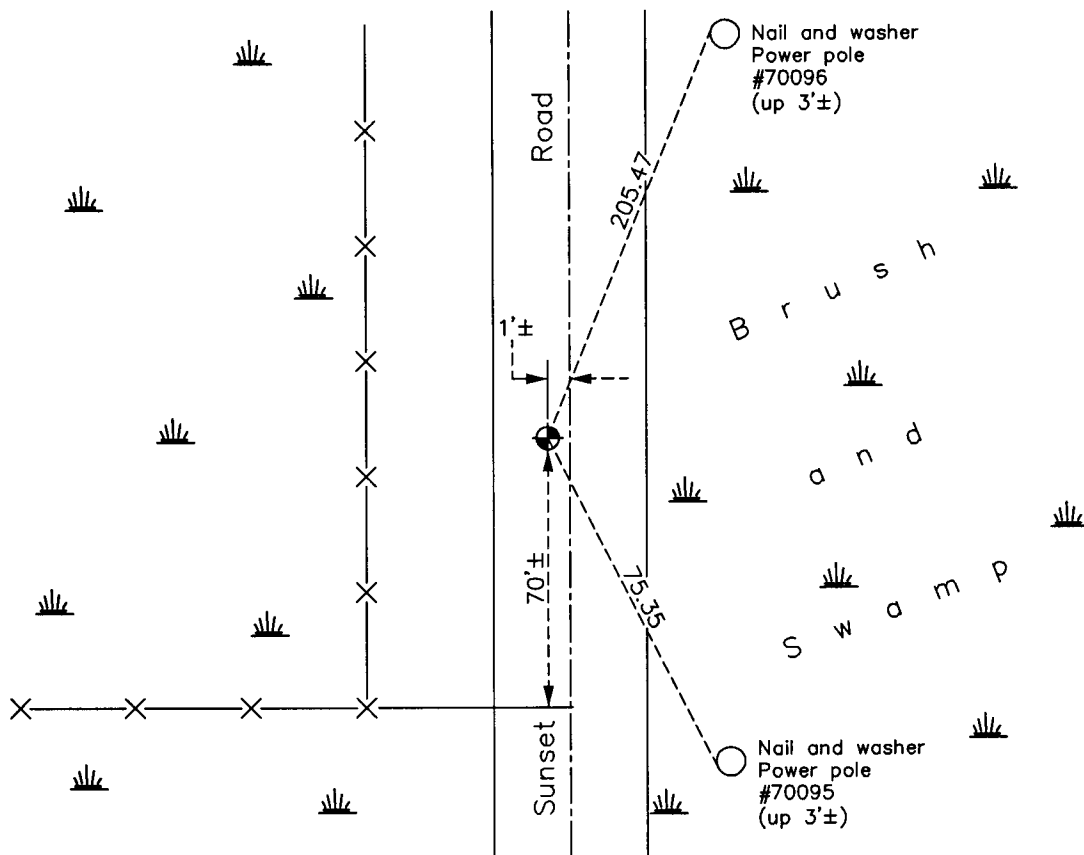 Nail and washer
Power pole
#70096
(up 3'±)
Road
205.47
Brush
1'±
and
70'±
75.35
Swamp
Sunset
Nail and washer
Power pole
#70095
(up 3'±)